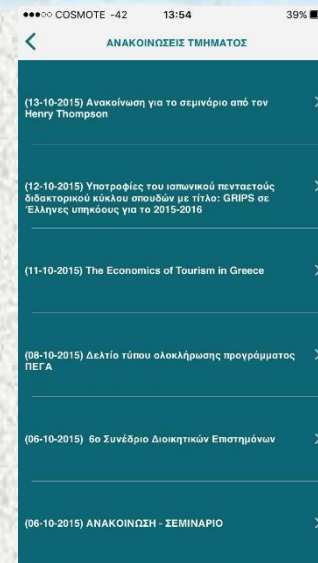 COSMOTE -42 13:54 39%
ΑΝΑΚΟΙΝΩΣΕΙΣ ΤΜΗΜΑΤΟΣ
(13-10-2015) Ανακοίνωση για το σεμινάριο από τον
Henry Thompson
(12-10-2015) Υποτροφίες του ιαπωνικού πενταετούς
διδακτορικού κύκλου σπουδών με τίτλο: GRIPS σε
Έλληνες υπηκόους για το 2015-2016
(11-10-2015) The Economics of Tourism in Greece
(08-10-2015) Δελτίο τύπου ολοκλήρωσης προγράμματος
ΠΕΓΑ
(06-10-2015) 6ο Συνέδριο Διοικητικών Επιστημόνων
(06-10-2015) ΑΝΑΚΟΙΝΩΣΗ - ΣΕΜΙΝΑΡΙΟ